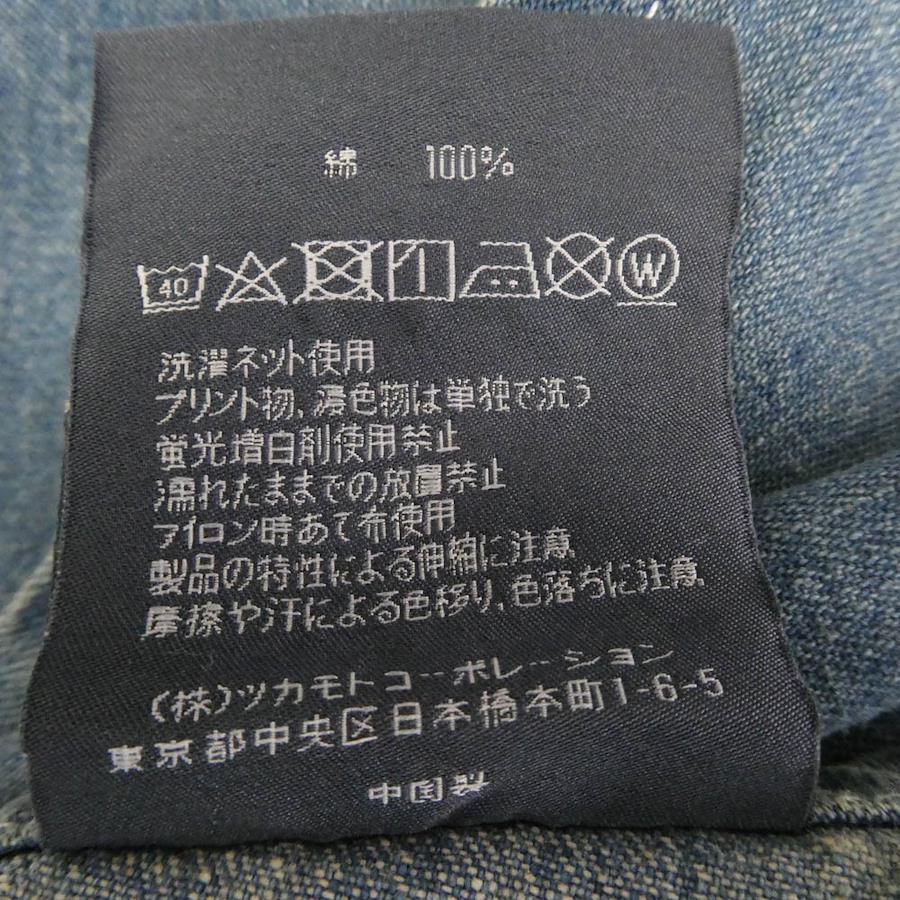 綿 100%
40 W
洗濯ネット使用
プリント物、濃色物は単独で洗う
蛍光増白剤使用禁止
濡れたままでの放置禁止
アイロン時あて布使用
製品の特性による伸縮に注意
摩擦や汗による色移り、色落ちに注意
(株)ツカモトコーポレーション
東京都中央区日本橋本町1-6-5
中国製